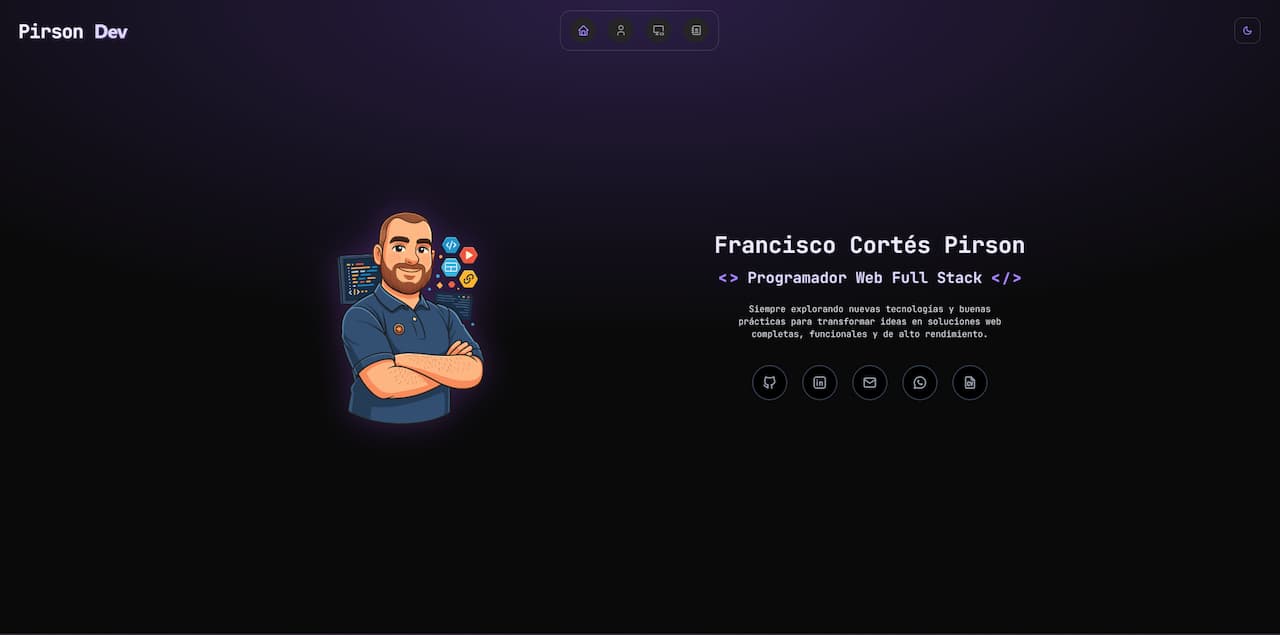 Pirson Dev
Francisco Cortés Pirson
<> Programador Web Full Stack </>
Siempre explorando nuevas tecnologías y buenas
prácticas para transformar ideas en soluciones web
completas, funcionales y de alto rendimiento.